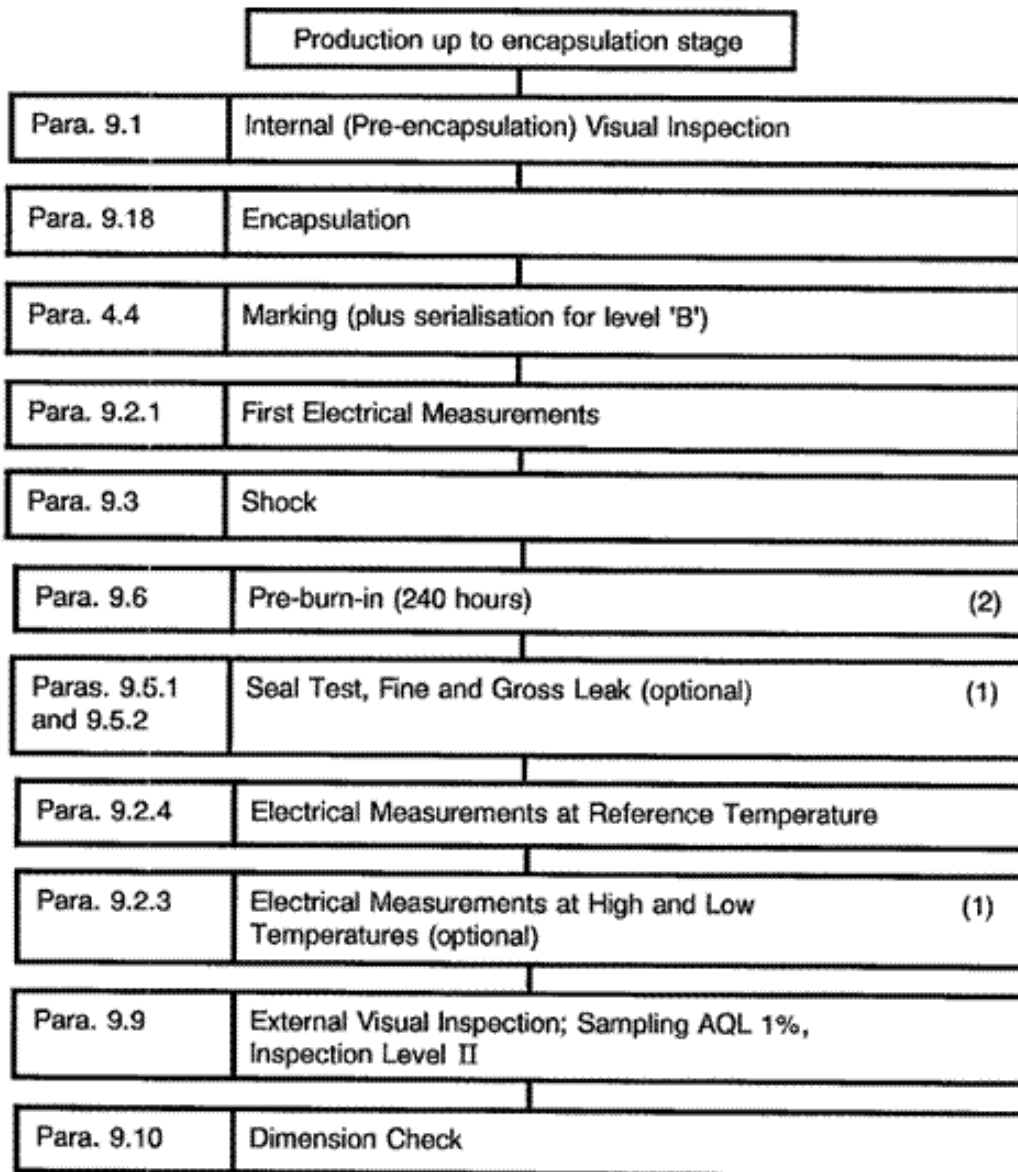 Production up to encapsulation stage
Para. 9.1 Internal (Pre-encapsulation) Visual Inspection
Para. 9.18 Encapsulation
Para. 4.4 Marking (plus serialisation for level 'B')
Para. 9.2.1 First Electrical Measurements
Para. 9.3 Shock
Para. 9.6 Pre-burn-in (240 hours) (2)
Paras. 9.5.1 Seal Test, Fine and Gross Leak (optional) (1)
and 9.5.2
Para. 9.2.4 Electrical Measurements at Reference Temperature
Para. 9.2.3 Electrical Measurements at High and Low (1)
Temperatures (optional)
Para. 9.9 External Visual Inspection; Sampling AQL 1%,
Inspection Level II
Para. 9.10 Dimension Check